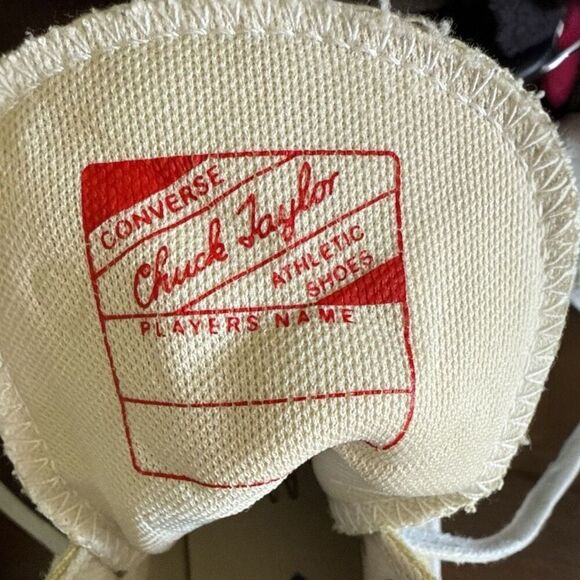 CONVERSE
Chuck Taylor
ATHLETIC
SHOES
PLAYERS NAME